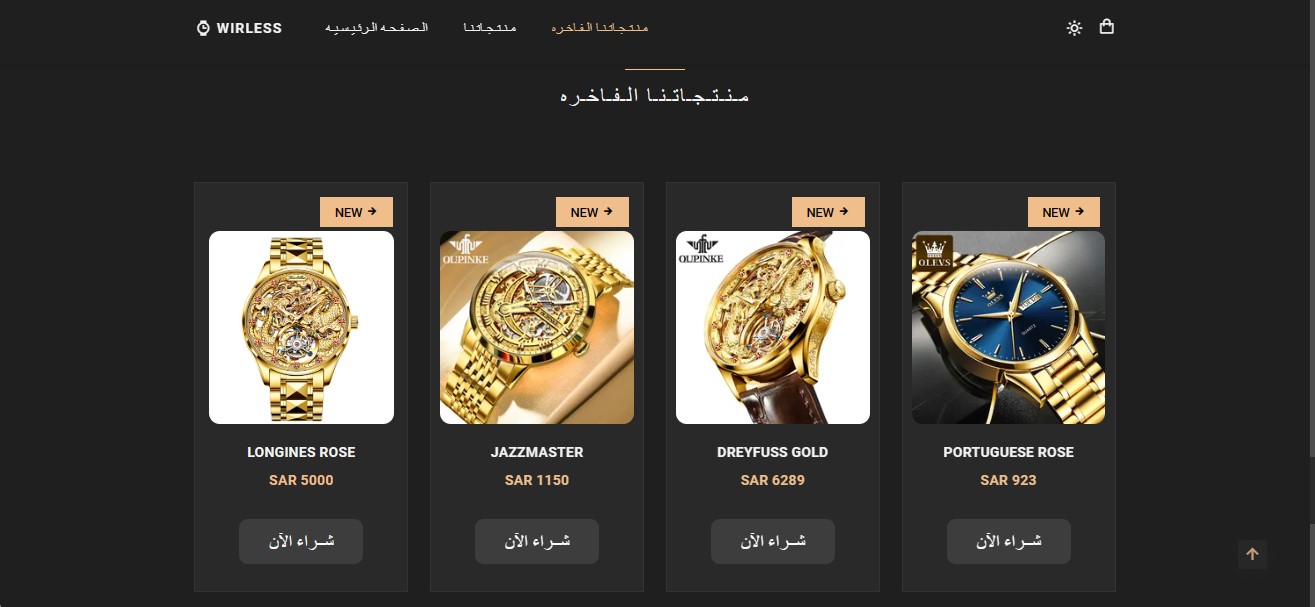 WIRLESS
الصفحه الرئيسيه
منتجاتنا
منتجاتنا الفاخره
منتجاتنا الفاخره
NEW →
NEW →
NEW →
NEW →
OUPINKE
OUPINKE
OLEVS
OLEVS
QUARTZ
LONGINES ROSE
JAZZMASTER
DREYFUSS GOLD
PORTUGUESE ROSE
SAR 5000
SAR 1150
SAR 6289
SAR 923
شراء الآن
شراء الآن
شراء الآن
شراء الآن